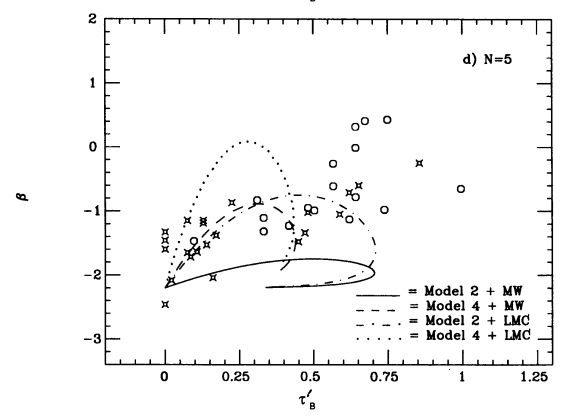 2
1
0
−1
−2
−3
β
d) N=5
= Model 2 + MW
= Model 4 + MW
= Model 2 + LMC
= Model 4 + LMC
0 0.25 0.5 0.75 1 1.25
τ′B